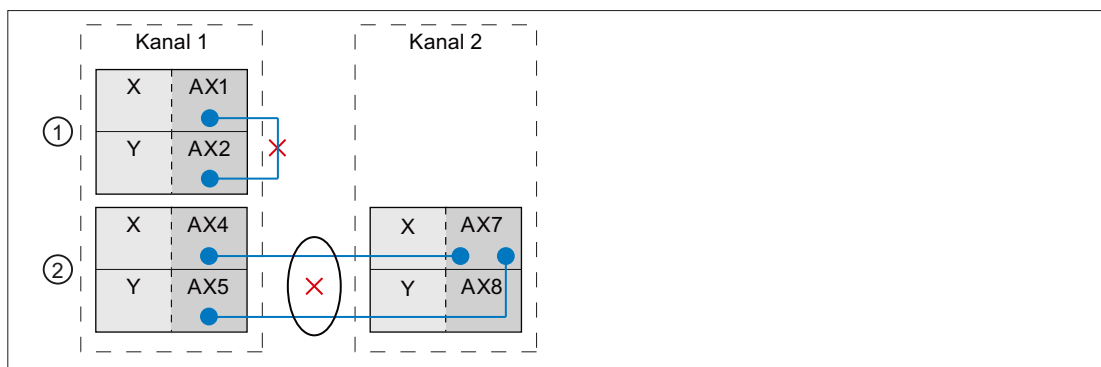 Kanal 1
Kanal 2
X AX1
1
Y AX2
X AX4
X AX7
2
Y AX5
Y AX8